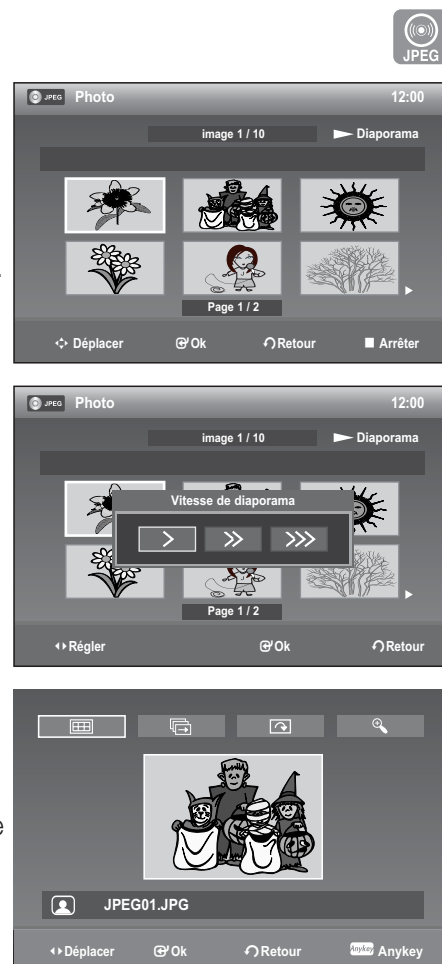 JPEG
JPEG Photo 12:00
image 1 / 10 Diaporama
Page 1 / 2
Déplacer Ok Retour Arrêter
JPEG Photo 12:00
image 1 / 10 Diaporama
Vitesse de diaporama
Page 1 / 2
Régler Ok Retour
e
JPEG01.JPG
Déplacer Ok Retour Anykey Anykey